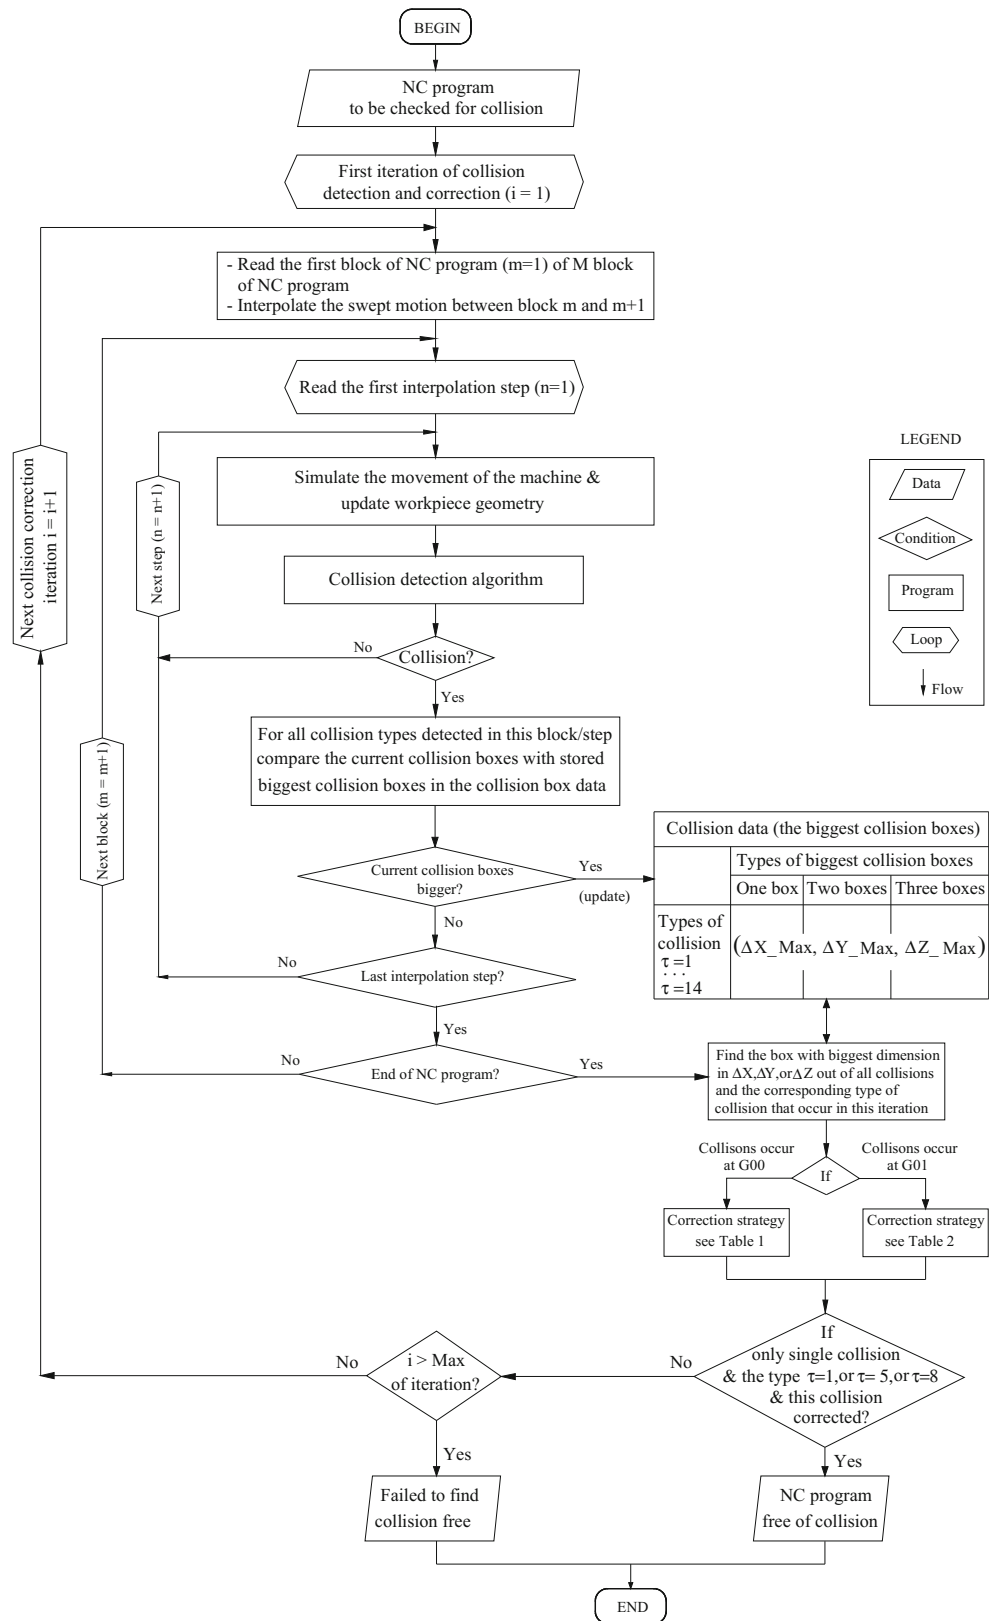 BEGIN
NC program
to be checked for collision
First iteration of collision
detection and correction (i = 1)
- Read the first block of NC program (m=1) of M block
of NC program
- Interpolate the swept motion between block m and m+1
Read the first interpolation step (n=1)
Simulate the movement of the machine &
update workpiece geometry
Collision detection algorithm
No
Collision?
Yes
For all collision types detected in this block/step
compare the current collision boxes with stored
biggest collision boxes in the collision box data
Current collision boxes
bigger?
Yes
(update)
No
No
Last interpolation step?
Yes
No
End of NC program?
Yes
Next collision correction
iteration i = i+1
Next step (n = n+1)
Next block (m = m+1)
LEGEND
Data
Condition
Program
Loop
Flow
Collision data (the biggest collision boxes)
Types of biggest collision boxes
One box
Two boxes
Three boxes
Types of
collision
τ =1
. . .
τ =14
(ΔX_ Max, ΔY_ Max, ΔZ_ Max)
Find the box with biggest dimension
in ΔX,ΔY,orΔZ out of all collisions
and the corresponding type of
collision that occur in this iteration
Collisons occur
at G00
If
Collisons occur
at G01
Correction strategy
see Table 1
Correction strategy
see Table 2
If
only single collision
& the type τ=1,or τ= 5,or τ=8
& this collision
corrected?
No
Yes
i > Max
of iteration?
No
Yes
Failed to find
collision free
NC program
free of collision
END